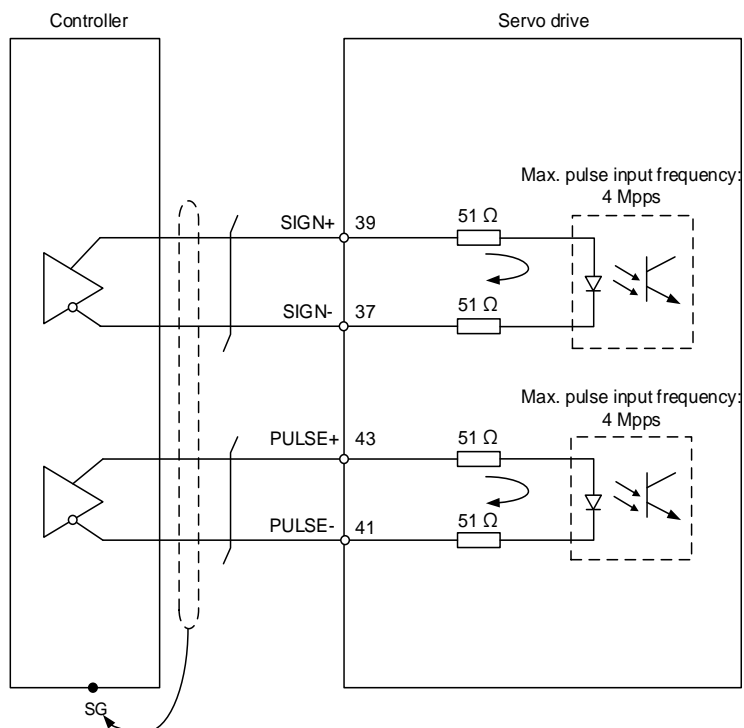 Controller
Servo drive
Max. pulse input frequency:
4 Mpps
SIGN+
39
51 Ω
SIGN-
37
51 Ω
Max. pulse input frequency:
4 Mpps
PULSE+
43
51 Ω
PULSE-
41
51 Ω
SG